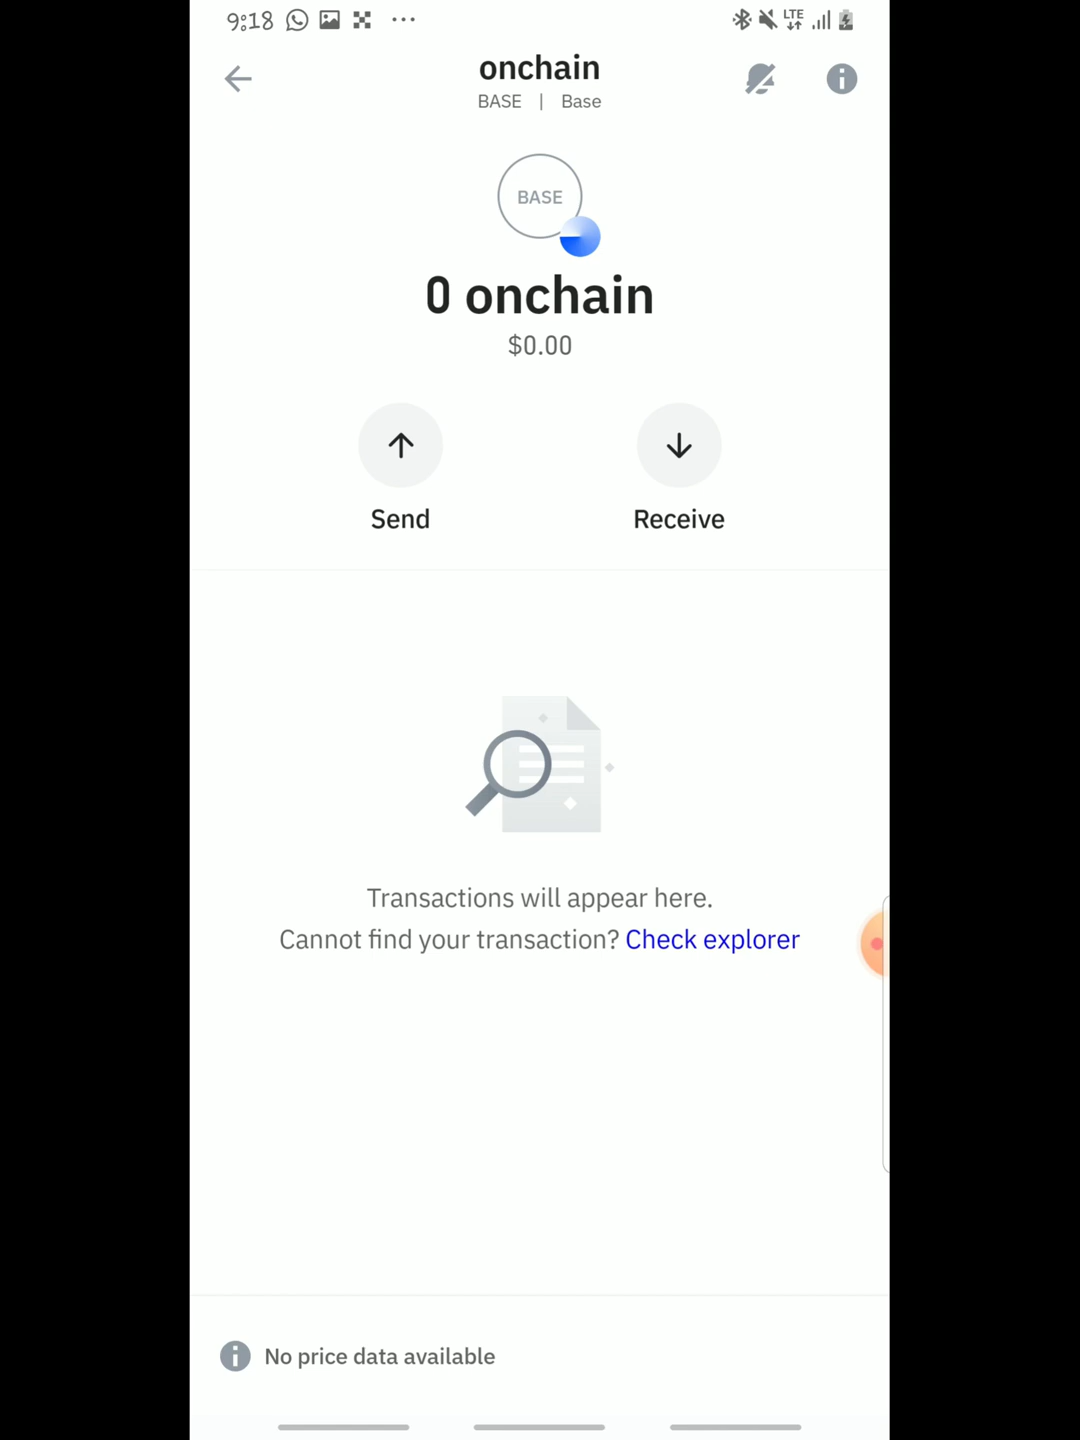 9:18 LTE
onchain
BASE | Base
BASE
0 onchain
$0.00
Send Receive
Transactions will appear here.
Cannot find your transaction? Check explorer
No price data available